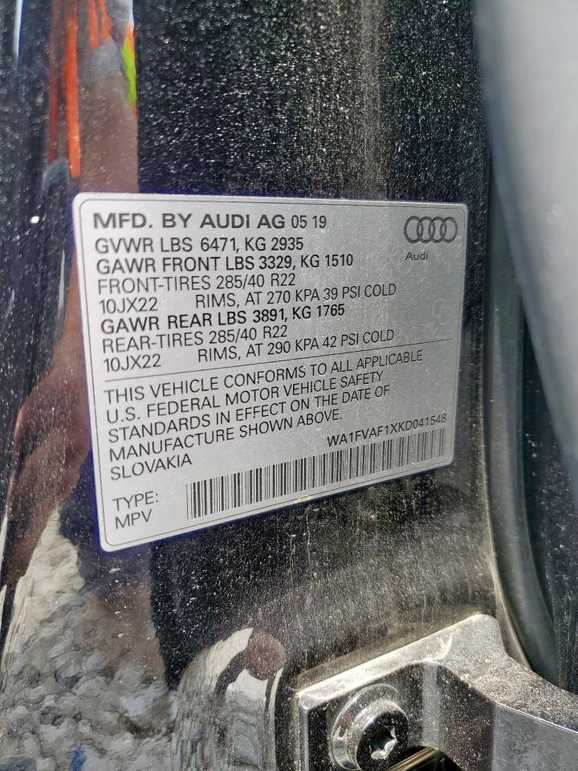 MFD. BY AUDI AG 05 19
GVWR LBS 6471, KG 2935
GAWR FRONT LBS 3329, KG 1510
FRONT-TIRES 285/40 R22
10JX22 RIMS, AT 270 KPA 39 PSI COLD
GAWR REAR LBS 3891, KG 1765
REAR-TIRES 285/40 R22
10JX22 RIMS, AT 290 KPA 42 PSI COLD
Audi
THIS VEHICLE CONFORMS TO ALL APPLICABLE
U.S. FEDERAL MOTOR VEHICLE SAFETY
STANDARDS IN EFFECT ON THE DATE OF
MANUFACTURE SHOWN ABOVE.
SLOVAKIA
WA1FVAF1XKD041548
TYPE:
MPV